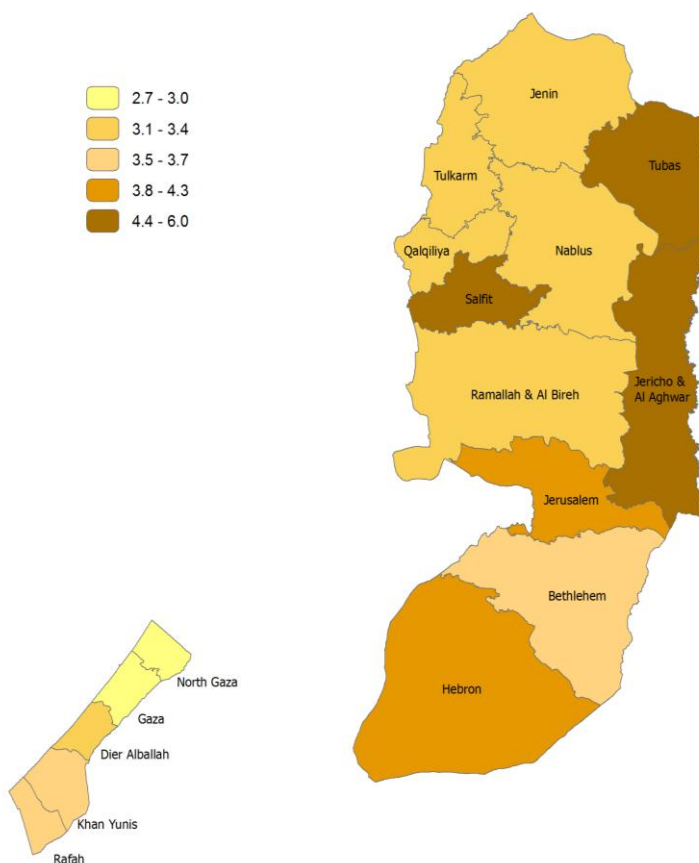 2.7 - 3.0
3.1 - 3.4
3.5 - 3.7
3.8 - 4.3
4.4 - 6.0
Jenin
Tubas
Tulkarm
Qalqiliya
Nablus
Salfit
Ramallah & Al Bireh
Jericho &
Al Aghwar
Jerusalem
Bethlehem
Hebron
North Gaza
Gaza
Dier Alballah
Khan Yunis
Rafah